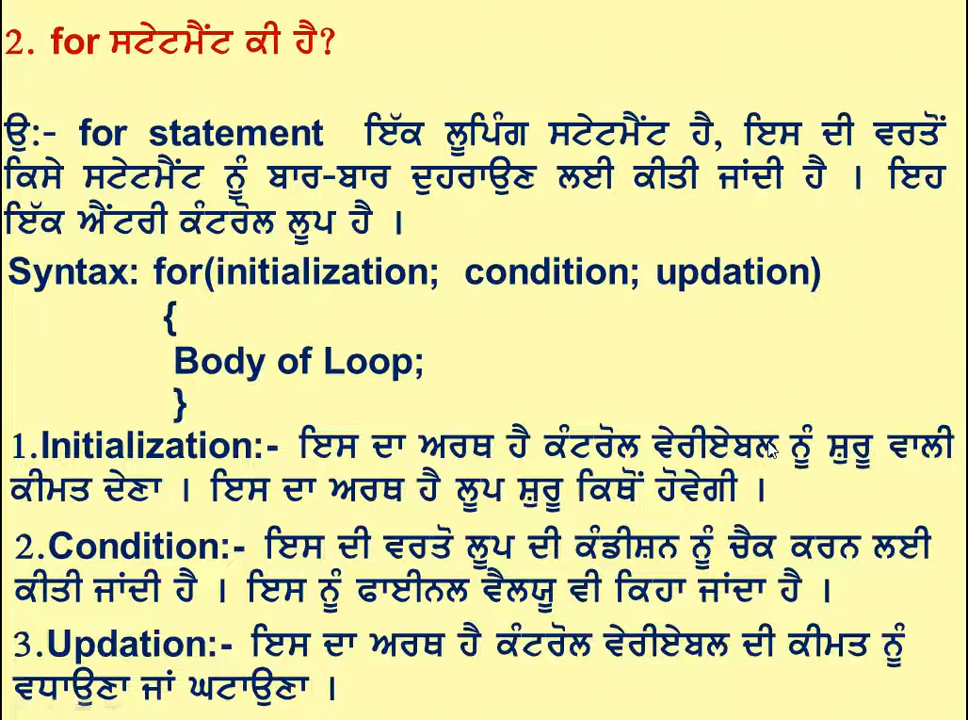 2. for ਸਟੇਟਮੈਂਟ ਕੀ ਹੈ?
ਉ:- for statement ਇੱਕ ਲੂਪਿੰਗ ਸਟੇਟਮੈਂਟ ਹੈ, ਇਸ ਦੀ ਵਰਤੋਂ
ਕਿਸੇ ਸਟੇਟਮੈਂਟ ਨੂੰ ਬਾਰ-ਬਾਰ ਦੁਹਰਾਉਣ ਲਈ ਕੀਤੀ ਜਾਂਦੀ ਹੈ । ਇਹ
ਇੱਕ ਐਂਟਰੀ ਕੰਟਰੋਲ ਲੂਪ ਹੈ ।
Syntax: for(initialization; condition; updation)
{
Body of Loop;
}
1.Initialization:- ਇਸ ਦਾ ਅਰਥ ਹੈ ਕੰਟਰੋਲ ਵੇਰੀਏਬਲ ਨੂੰ ਸ਼ੁਰੂ ਵਾਲੀ
ਕੀਮਤ ਦੇਣਾ । ਇਸ ਦਾ ਅਰਥ ਹੈ ਲੂਪ ਸ਼ੁਰੂ ਕਿਥੋਂ ਹੋਵੇਗੀ ।
2.Condition:- ਇਸ ਦੀ ਵਰਤੋ ਲੂਪ ਦੀ ਕੰਡੀਸ਼ਨ ਨੂੰ ਚੈਕ ਕਰਨ ਲਈ
ਕੀਤੀ ਜਾਂਦੀ ਹੈ । ਇਸ ਨੂੰ ਫਾਈਨਲ ਵੈਲਯੂ ਵੀ ਕਿਹਾ ਜਾਂਦਾ ਹੈ ।
3.Updation:- ਇਸ ਦਾ ਅਰਥ ਹੈ ਕੰਟਰੋਲ ਵੇਰੀਏਬਲ ਦੀ ਕੀਮਤ ਨੂੰ
ਵਧਾਉਣਾ ਜਾਂ ਘਟਾਉਣਾ ।